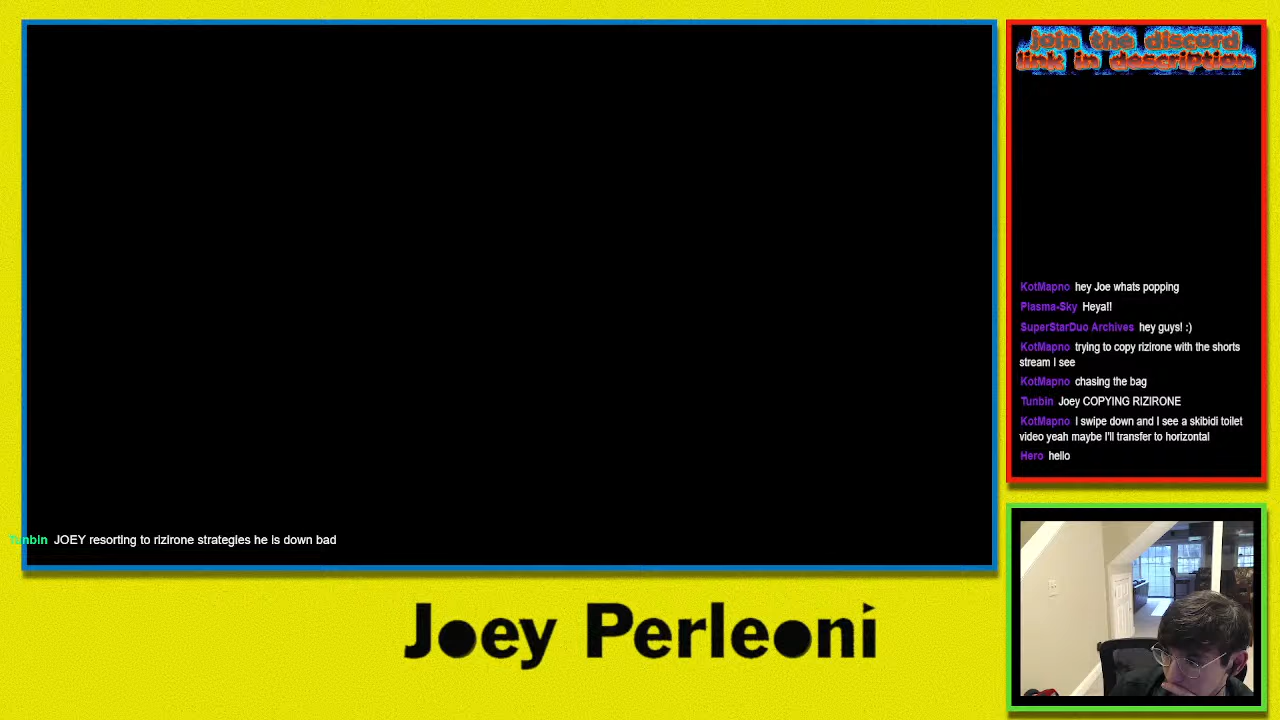 join the discord
link in description
KotMapno hey Joe whats popping
Plasma-Sky Heya!!
SuperStarDuo Archives hey guys! :)
KotMapno trying to copy rizirone with the shorts
stream I see
KotMapno chasing the bag
Tunbin Joey COPYING RIZIRONE
KotMapno I swipe down and I see a skibidi toilet
video yeah maybe I'll transfer to horizontal
Hero hello
Tunbin JOEY resorting to rizirone strategies he is down bad
Joey Perleoni